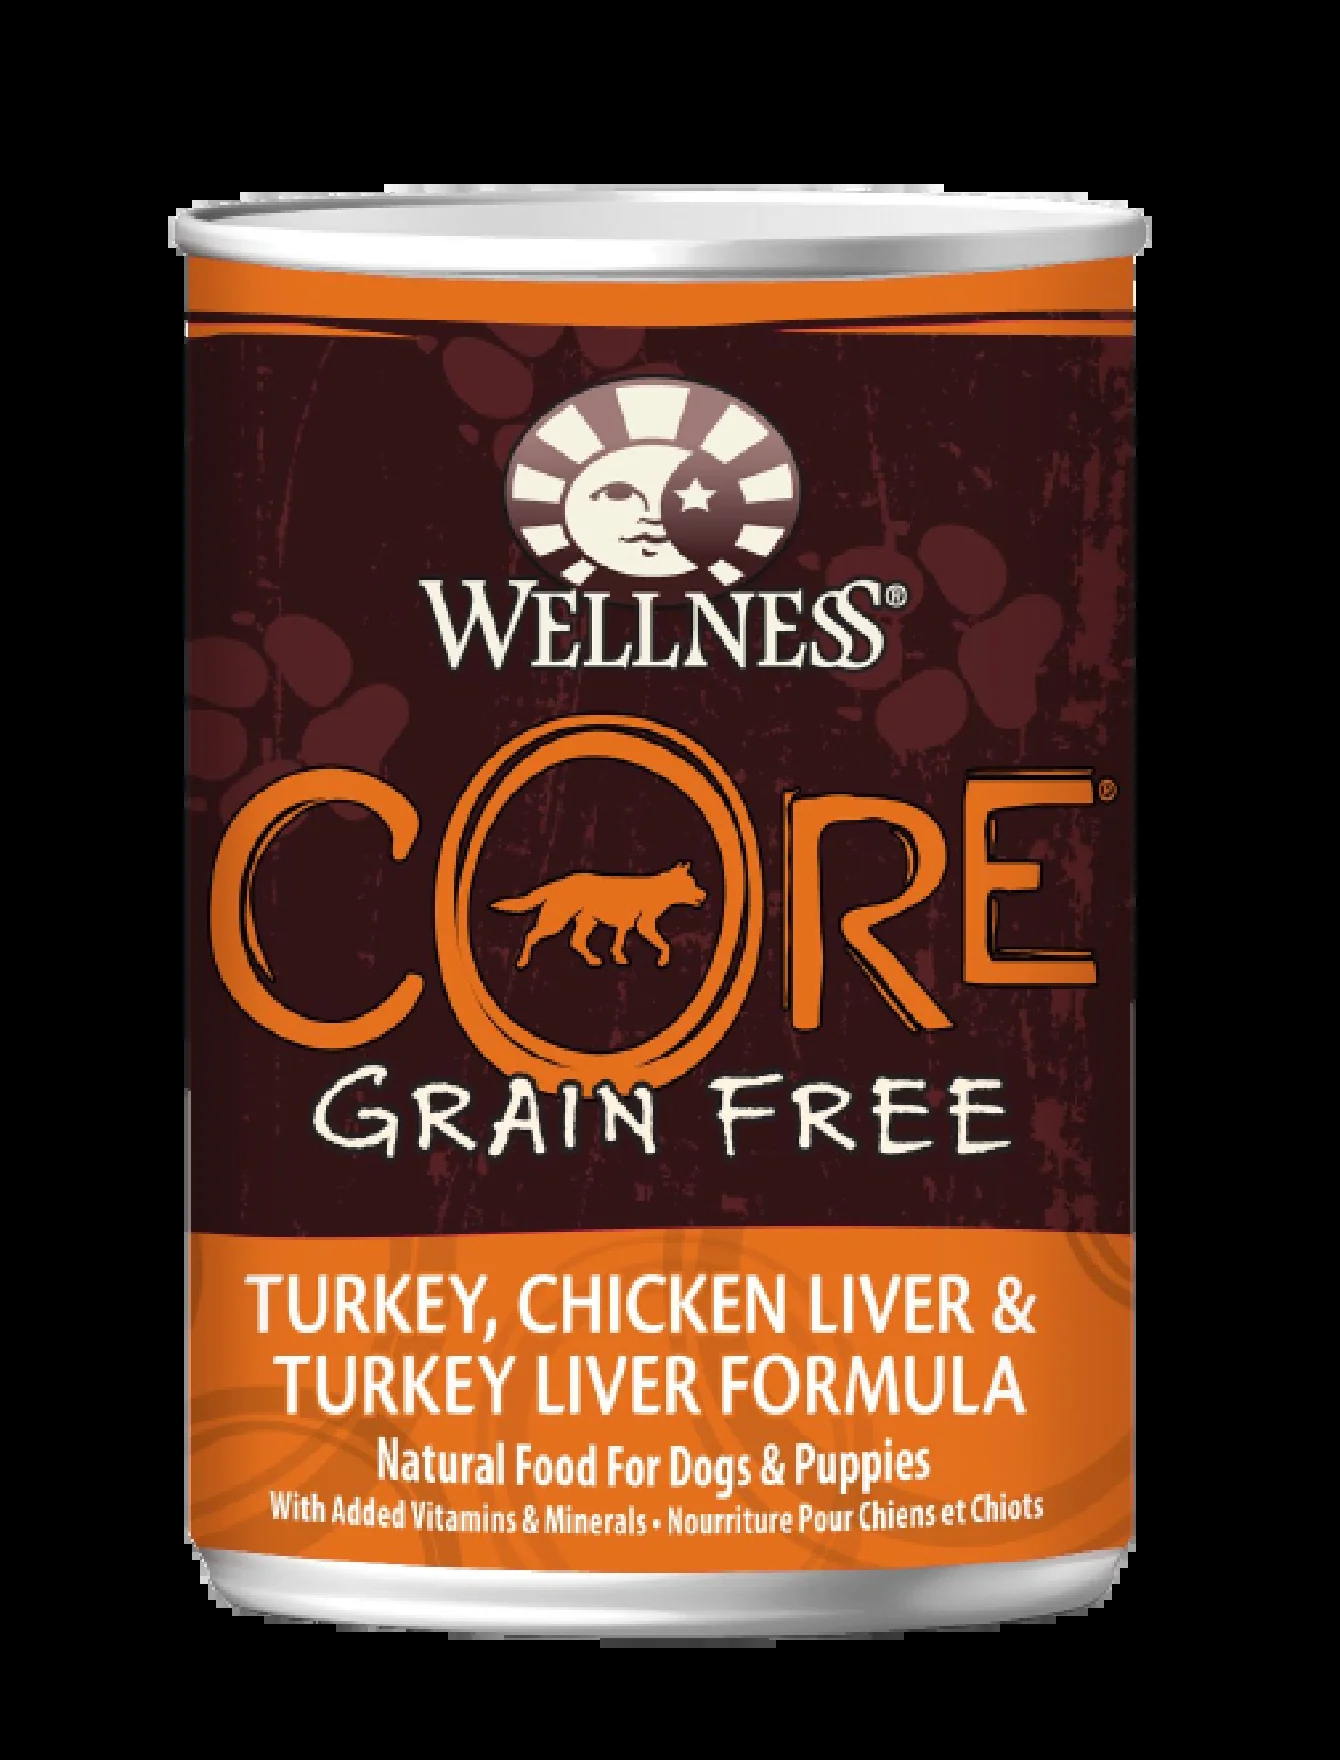 WELLNESS®
CORE®
GRAIN FREE
TURKEY, CHICKEN LIVER &
TURKEY LIVER FORMULA
Natural Food For Dogs & Puppies
With Added Vitamins & Minerals • Nourriture Pour Chiens et Chiots